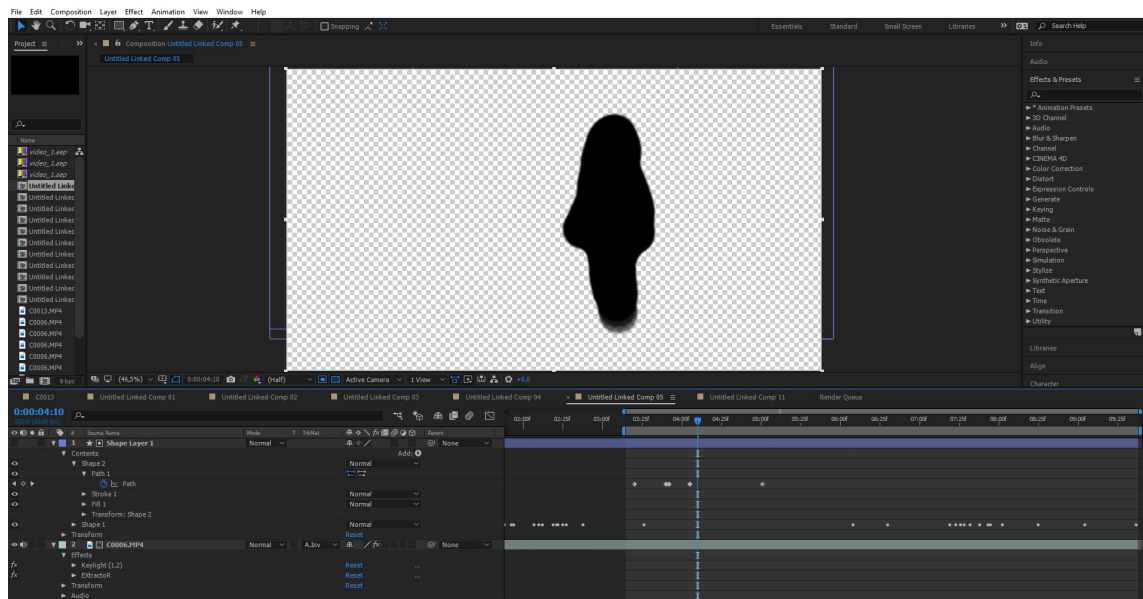 File Edit Composition Layer Effect Animation View Window Help
Snapping Essentials Standard Small Screen Libraries Search Help
Project Composition Untitled Linked Comp 05 Info
Untitled Linked Comp 05
Audio
Effects & Presets
* Animation Presets
3D Channel
Audio
Blur & Sharpen
Channel
CINEMA 4D
Color Correction
Distort
Expression Controls
Generate
Keying
Matte
Noise & Grain
Obsolete
Perspective
Simulation
Stylize
Synthetic Aperture
Text
Time
Transition
Utility
Libraries
Align
Character
Name
video_1.aep
video_1.aep
video_1.aep
Untitled Linke
Untitled Linkec
Untitled Linkec
Untitled Linkec
Untitled Linkec
Untitled Linkec
Untitled Linkec
Untitled Linkec
Untitled Linkec
Untitled Linkec
Untitled Linkec
C0013.MP4
C0006.MP4
C0006.MP4
C0006.MP4
C0006.MP4
C0006.MP4
8 bpc (46,5%) 0:00:04:10 (Half) Active Camera 1 View +0,0
C0013 Untitled Linked Comp 01 Untitled Linked Comp 02 Untitled Linked Comp 03 Untitled Linked Comp 04 Untitled Linked Comp 05 Untitled Linked Comp 11 Render Queue
0:00:04:10
02:00f 02:25f 03:00f 03:25f 04:00f 04:25f 05:00f 05:25f 06:00f 06:25f 07:00f 07:25f 08:00f 08:25f 09:00f 09:25f
# Source Name Mode T TrkMat Parent
1 Shape Layer 1 Normal None
Contents Add:
Shape 2 Normal
Path 1
Path
Stroke 1 Normal
Fill 1 Normal
Transform: Shape 2
Shape 1 Normal
Transform Reset
2 C0006.MP4 Normal A.Inv fx None
Effects
fx Keylight (1.2) Reset ...
fx EXtractoR Reset ...
Transform Reset
Audio